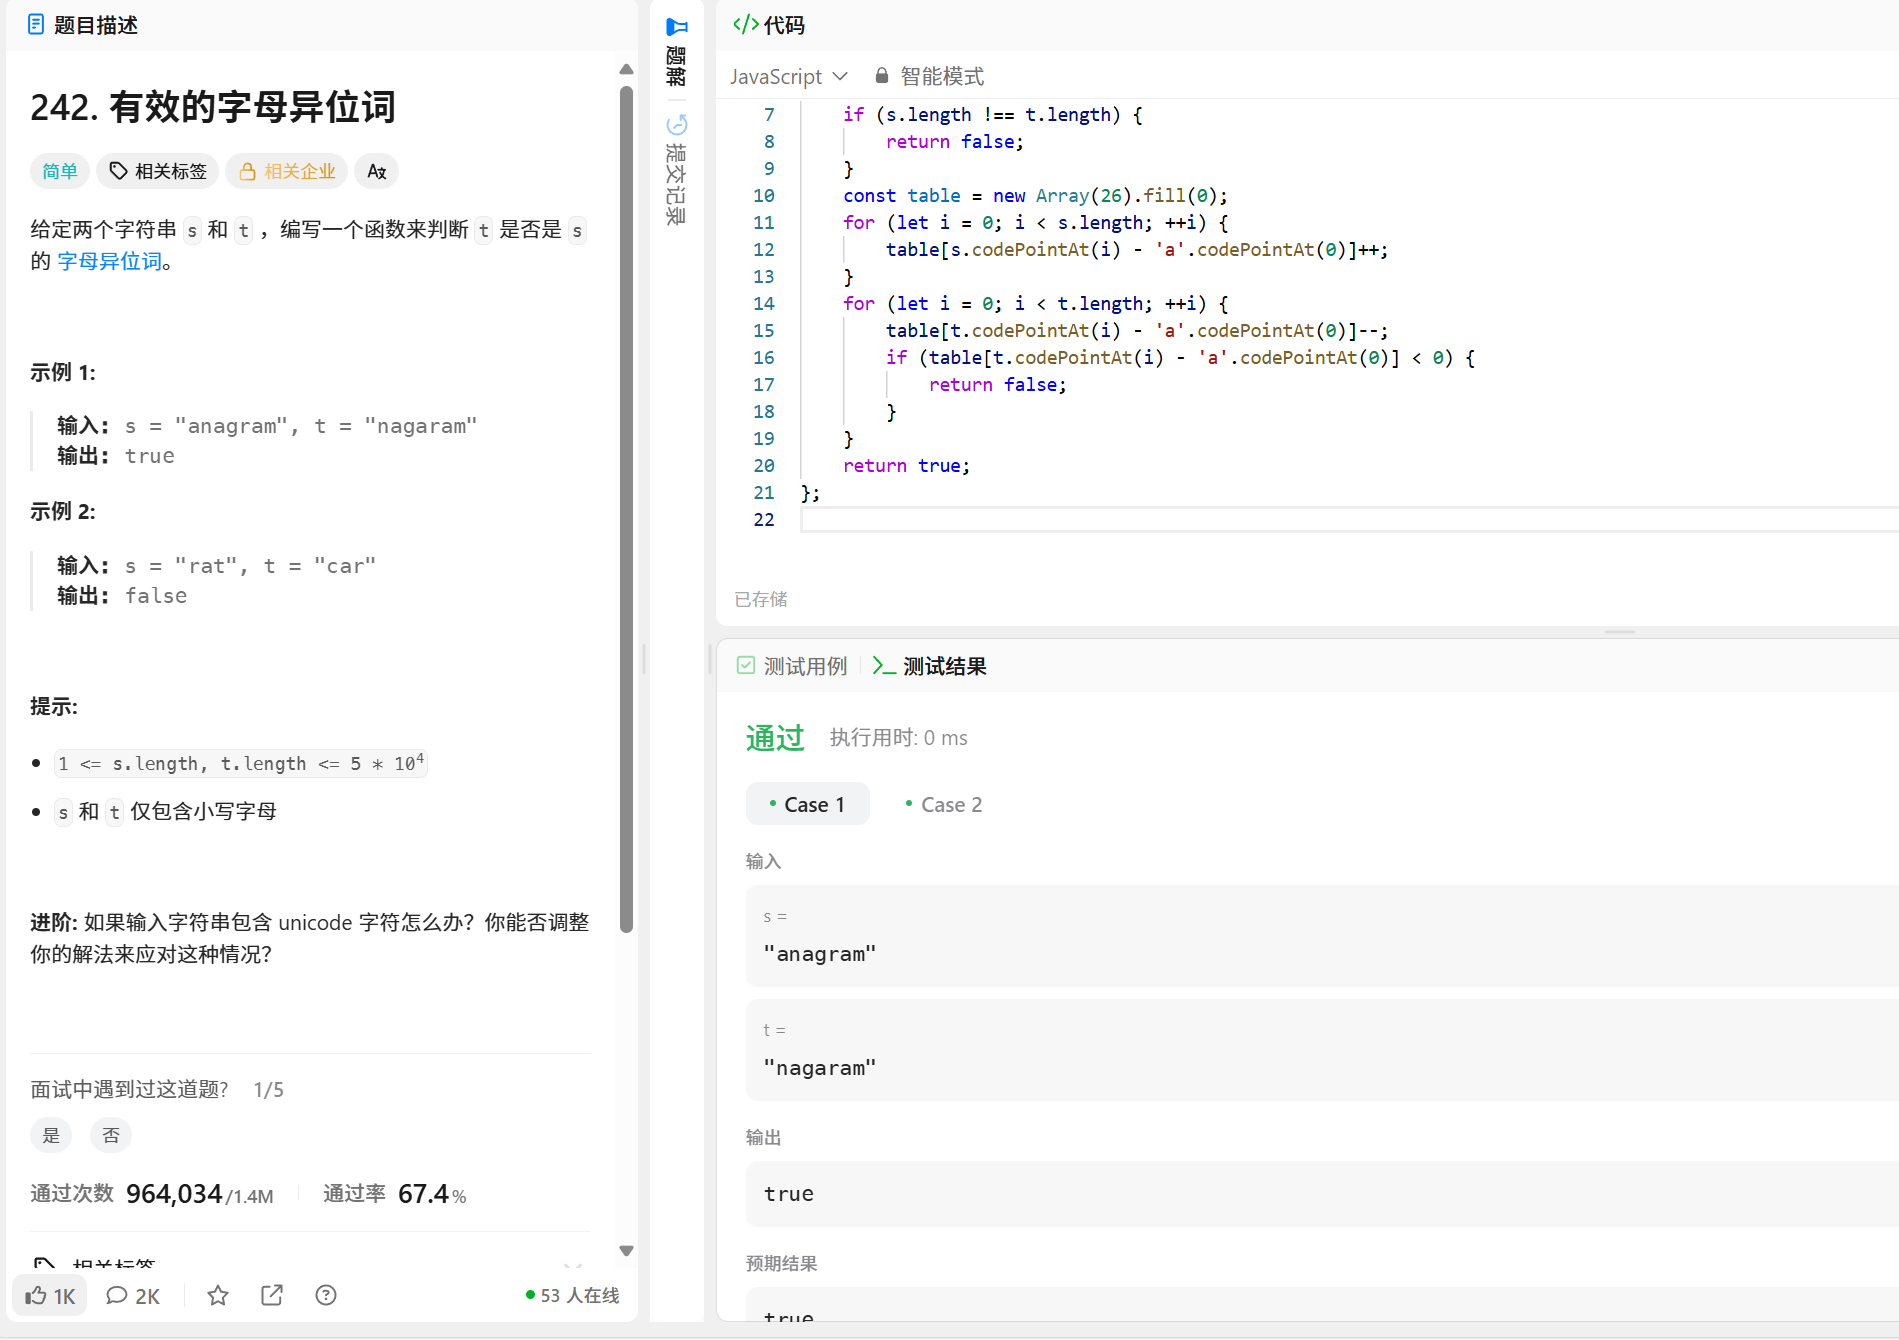 题目描述
242. 有效的字母异位词
简单 相关标签 相关企业 Aあ
给定两个字符串 s 和 t ，编写一个函数来判断 t 是否是 s
的 字母异位词。
示例 1:
输入: s = "anagram", t = "nagaram"
输出: true
示例 2:
输入: s = "rat", t = "car"
输出: false
提示:
1 <= s.length, t.length <= 5 * 10⁴
s 和 t 仅包含小写字母
进阶: 如果输入字符串包含 unicode 字符怎么办？你能否调整
你的解法来应对这种情况？
面试中遇到过这道题? 1/5
是 否
通过次数 964,034/1.4M 通过率 67.4%
相关标签
1K 2K 53 人在线
题解
提交记录
代码
JavaScript 智能模式
7 if (s.length !== t.length) {
8 return false;
9 }
10 const table = new Array(26).fill(0);
11 for (let i = 0; i < s.length; ++i) {
12 table[s.codePointAt(i) - 'a'.codePointAt(0)]++;
13 }
14 for (let i = 0; i < t.length; ++i) {
15 table[t.codePointAt(i) - 'a'.codePointAt(0)]--;
16 if (table[t.codePointAt(i) - 'a'.codePointAt(0)] < 0) {
17 return false;
18 }
19 }
20 return true;
21 };
22
已存储
测试用例 测试结果
通过 执行用时: 0 ms
Case 1 Case 2
输入
s =
"anagram"
t =
"nagaram"
输出
true
预期结果
true